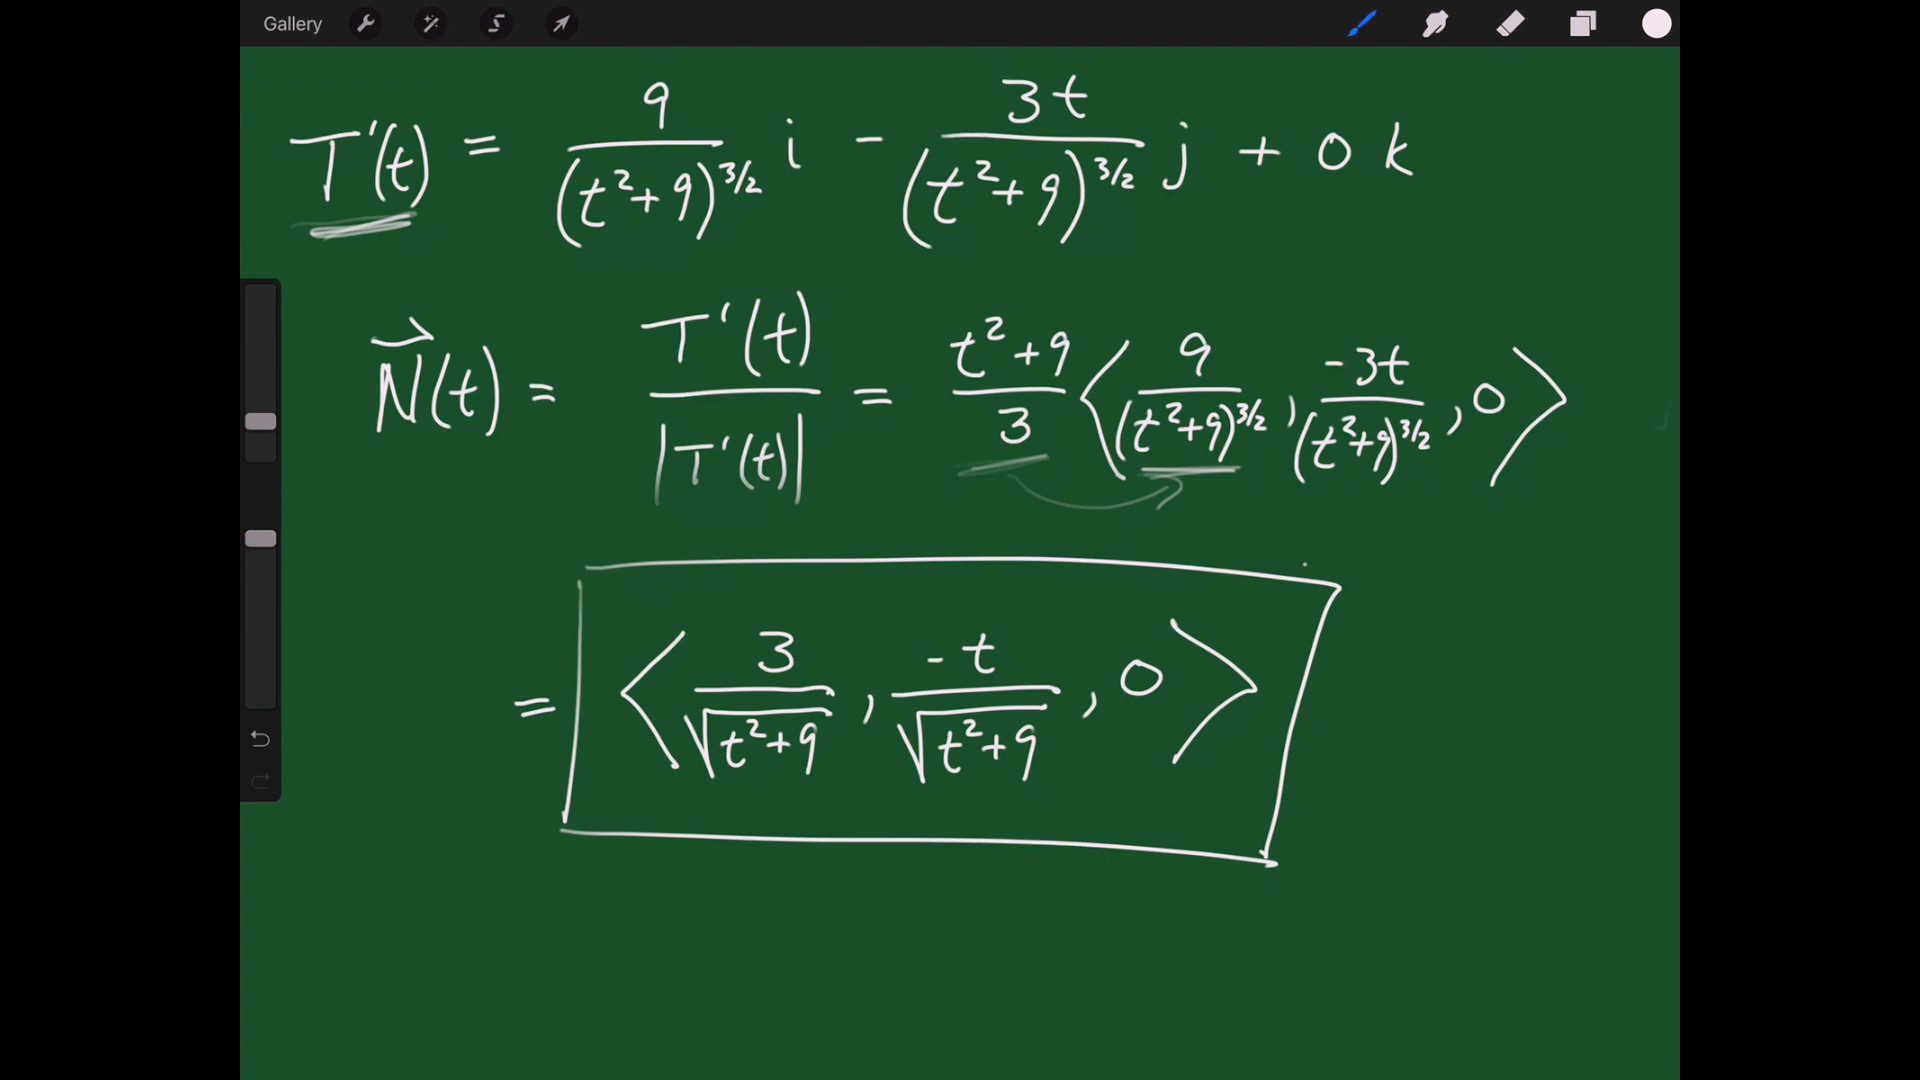 Gallery
T'(t) = 9/(t²+9)^(3/2) i - 3t/(t²+9)^(3/2) j + 0 k
N⃗(t) = T'(t)/|T'(t)| = (t²+9)/3 ⟨9/(t²+9)^(3/2), -3t/(t²+9)^(3/2), 0⟩
= ⟨3/√(t²+9), -t/√(t²+9), 0⟩